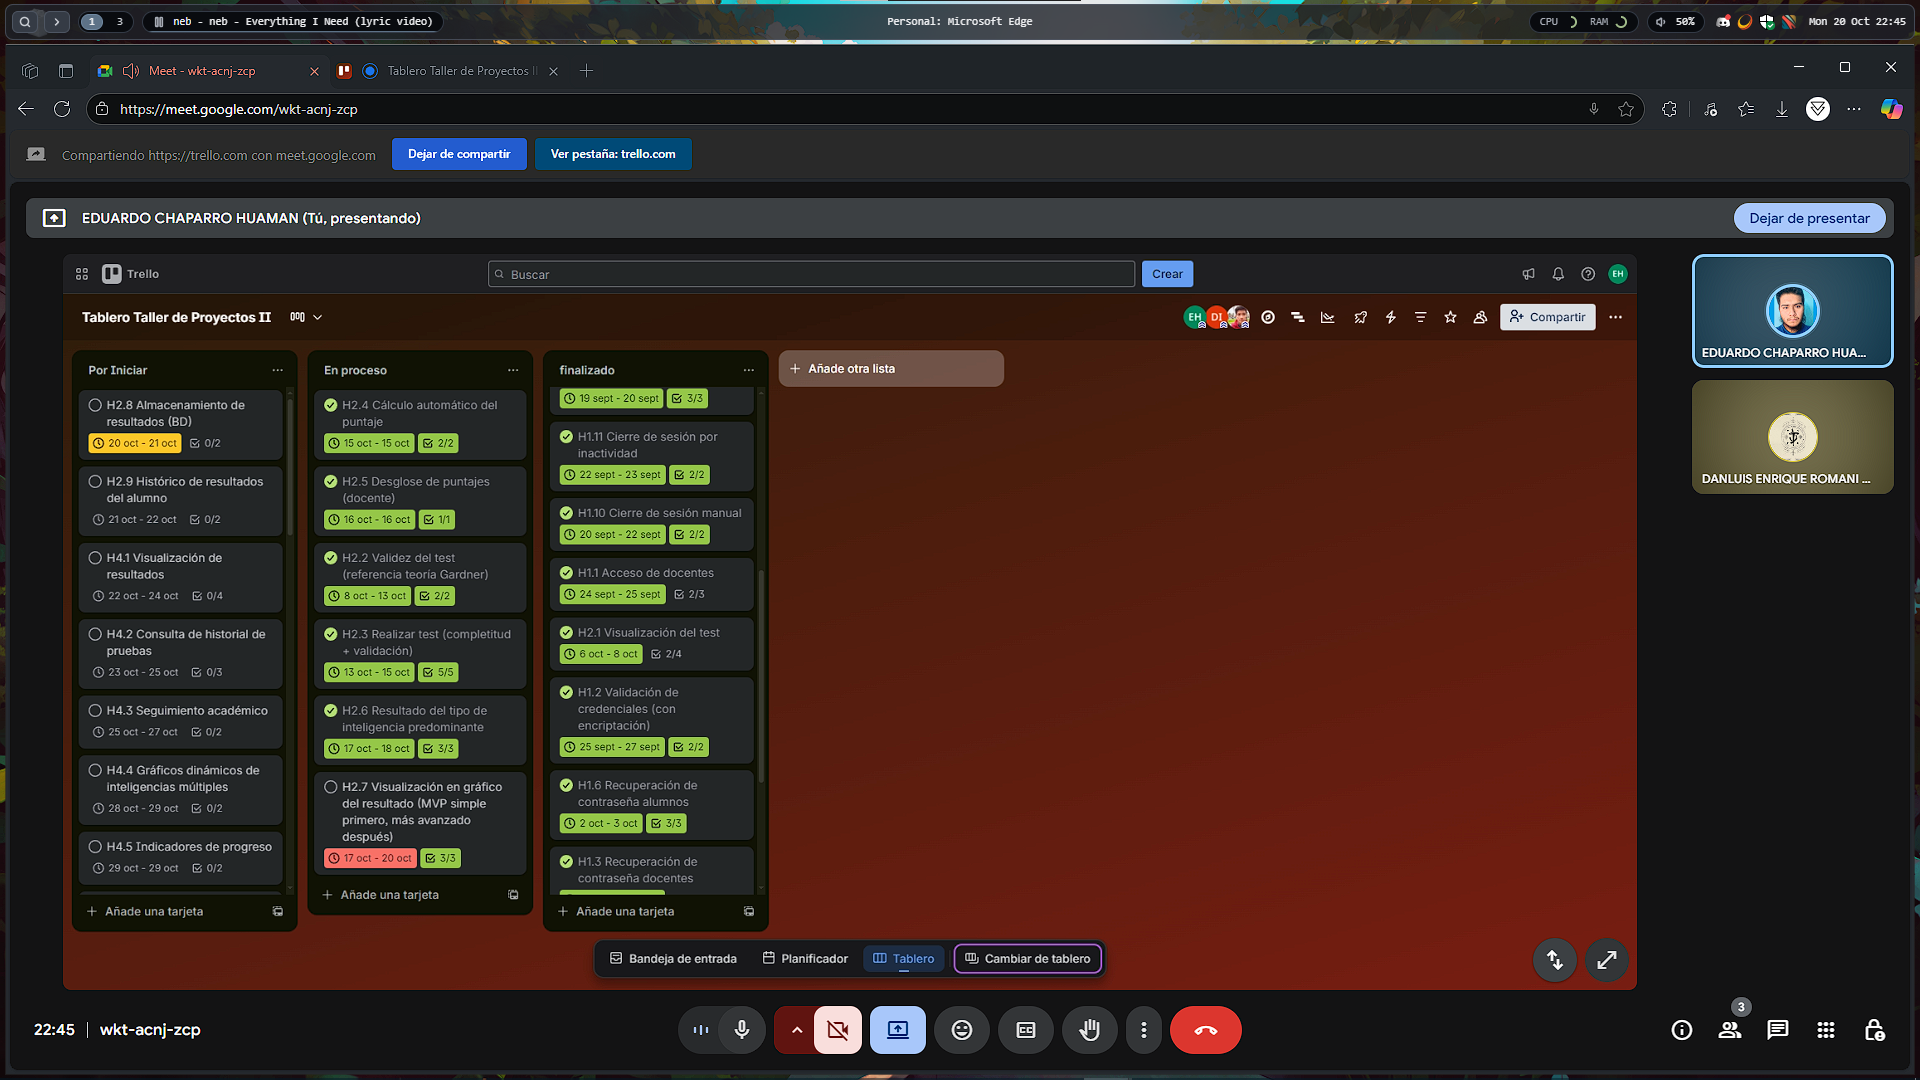 1 3
neb - neb - Everything I Need (lyric video)
Personal: Microsoft Edge
CPU RAM 50% Mon 20 Oct 22:45
Meet - wkt-acnj-zcp
Tablero Taller de Proyectos II
https://meet.google.com/wkt-acnj-zcp
Compartiendo https://trello.com con meet.google.com
Dejar de compartir
Ver pestaña: trello.com
EDUARDO CHAPARRO HUAMAN (Tú, presentando)
Dejar de presentar
Trello
Buscar
Crear
EH
Tablero Taller de Proyectos II
EH DI
Compartir
Por Iniciar
H2.8 Almacenamiento de
resultados (BD)
20 oct - 21 oct 0/2
H2.9 Histórico de resultados
del alumno
21 oct - 22 oct 0/2
H4.1 Visualización de
resultados
22 oct - 24 oct 0/4
H4.2 Consulta de historial de
pruebas
23 oct - 25 oct 0/3
H4.3 Seguimiento académico
25 oct - 27 oct 0/2
H4.4 Gráficos dinámicos de
inteligencias múltiples
28 oct - 29 oct 0/2
H4.5 Indicadores de progreso
29 oct - 29 oct 0/2
Añade una tarjeta
En proceso
H2.4 Cálculo automático del
puntaje
15 oct - 15 oct 2/2
H2.5 Desglose de puntajes
(docente)
16 oct - 16 oct 1/1
H2.2 Validez del test
(referencia teoría Gardner)
8 oct - 13 oct 2/2
H2.3 Realizar test (completitud
+ validación)
13 oct - 15 oct 5/5
H2.6 Resultado del tipo de
inteligencia predominante
17 oct - 18 oct 3/3
H2.7 Visualización en gráfico
del resultado (MVP simple
primero, más avanzado
después)
17 oct - 20 oct 3/3
Añade una tarjeta
finalizado
19 sept - 20 sept 3/3
H1.11 Cierre de sesión por
inactividad
22 sept - 23 sept 2/2
H1.10 Cierre de sesión manual
20 sept - 22 sept 2/2
H1.1 Acceso de docentes
24 sept - 25 sept 2/3
H2.1 Visualización del test
6 oct - 8 oct 2/4
H1.2 Validación de
credenciales (con
encriptación)
25 sept - 27 sept 2/2
H1.6 Recuperación de
contraseña alumnos
2 oct - 3 oct 3/3
H1.3 Recuperación de
contraseña docentes
Añade una tarjeta
Añade otra lista
Bandeja de entrada
Planificador
Tablero
Cambiar de tablero
EDUARDO CHAPARRO HUA...
DANLUIS ENRIQUE ROMANI ...
22:45 | wkt-acnj-zcp
3